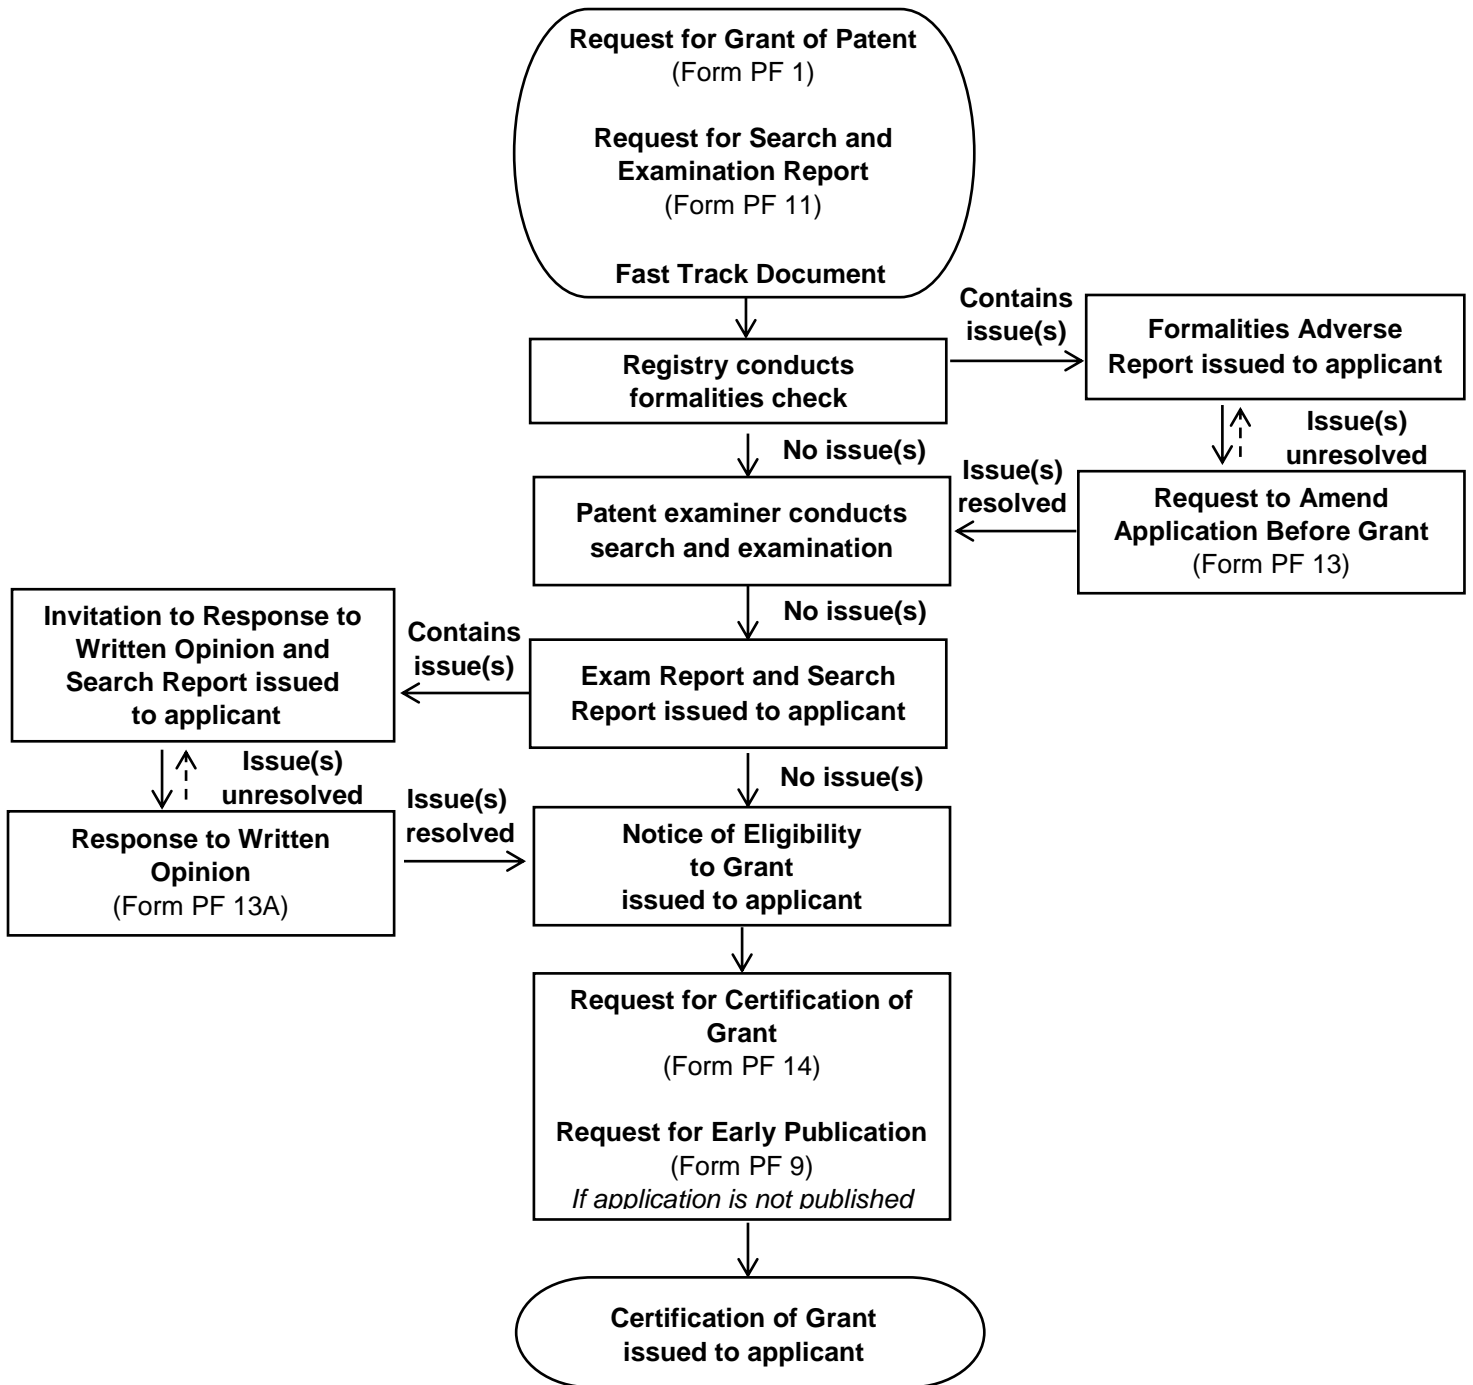 Request for Grant of Patent
(Form PF 1)
Request for Search and
Examination Report
(Form PF 11)
Fast Track Document
Contains
issue(s)
Formalities Adverse
Report issued to applicant
Registry conducts
formalities check
Issue(s)
unresolved
No issue(s)
Issue(s)
resolved
Request to Amend
Application Before Grant
(Form PF 13)
Patent examiner conducts
search and examination
No issue(s)
Invitation to Response to
Written Opinion and
Search Report issued
to applicant
Contains
issue(s)
Exam Report and Search
Report issued to applicant
Issue(s)
unresolved
No issue(s)
Issue(s)
resolved
Response to Written
Opinion
(Form PF 13A)
Notice of Eligibility
to Grant
issued to applicant
Request for Certification of
Grant
(Form PF 14)
Request for Early Publication
(Form PF 9)
If application is not published
Certification of Grant
issued to applicant